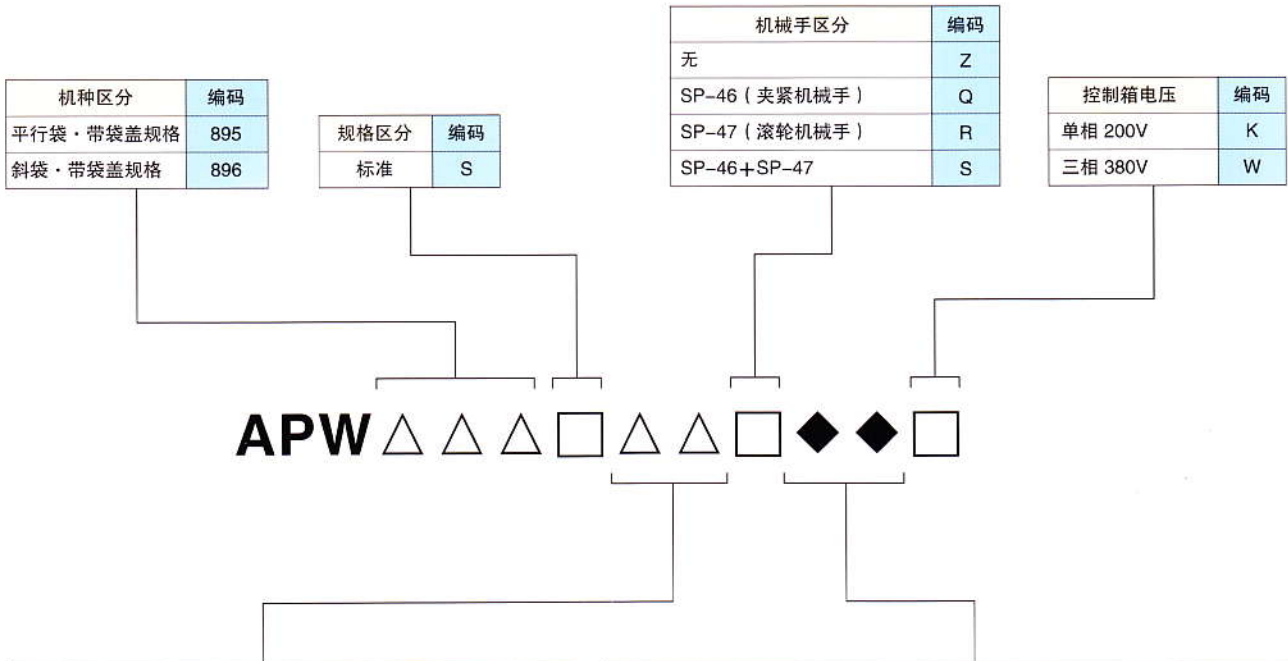 机械手区分 编码
无 Z
SP-46（夹紧机械手） Q
SP-47（滚轮机械手） R
SP-46+SP-47 S
机种区分 编码
平行袋·带袋盖规格 895
斜袋·带袋盖规格 896
规格区分 编码
标准 S
控制箱电压 编码
单相 200V K
三相 380V W
APW△△△□△△□◆◆□